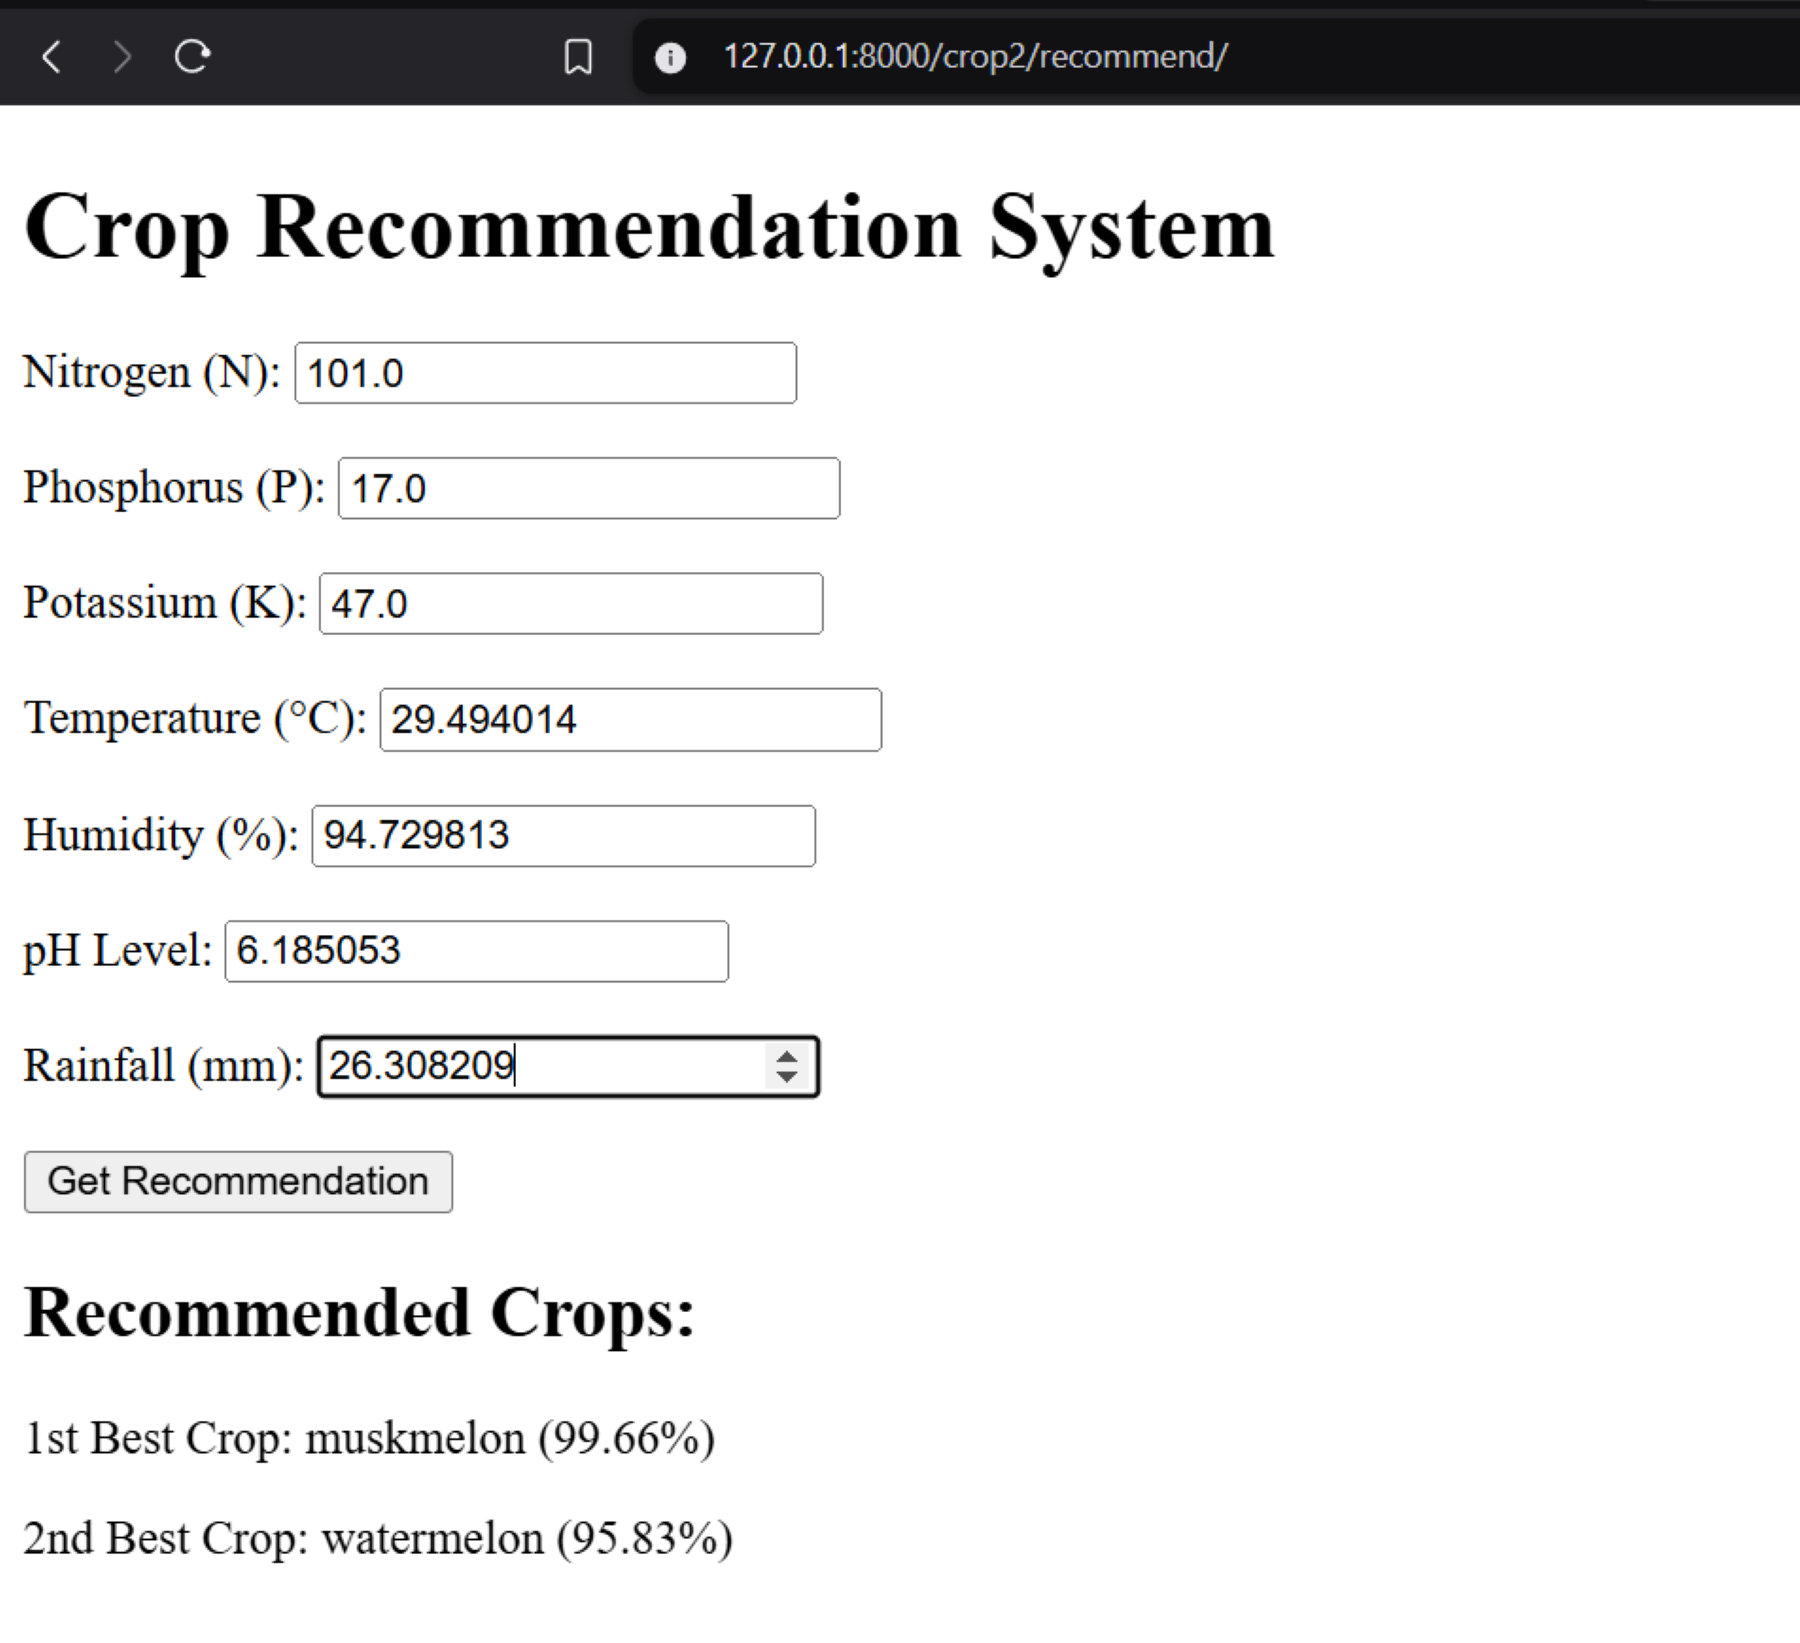 127.0.0.1:8000/crop2/recommend/
Crop Recommendation System
Nitrogen (N): 101.0
Phosphorus (P): 17.0
Potassium (K): 47.0
Temperature (°C): 29.494014
Humidity (%): 94.729813
pH Level: 6.185053
Rainfall (mm): 26.308209
Get Recommendation
Recommended Crops:
1st Best Crop: muskmelon (99.66%)
2nd Best Crop: watermelon (95.83%)